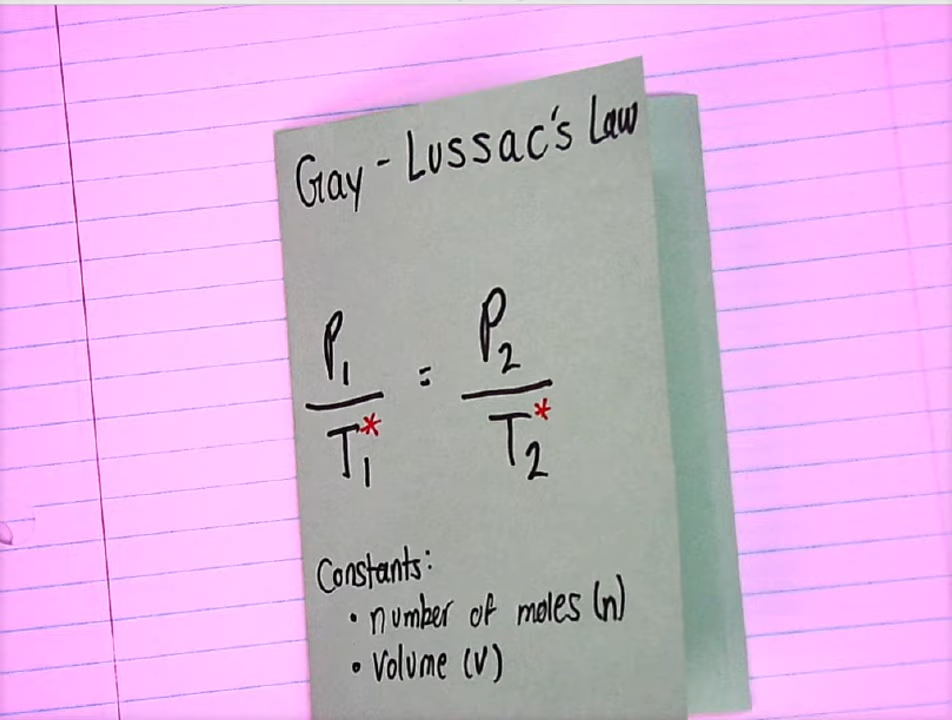 Gay - Lussac's Law
P₁ = P₂
T₁* T₂*
Constants:
• number of moles (n)
• Volume (V)